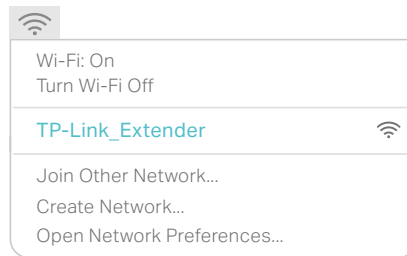 Wi-Fi: On
Turn Wi-Fi Off
TP-Link_Extender
Join Other Network...
Create Network...
Open Network Preferences...